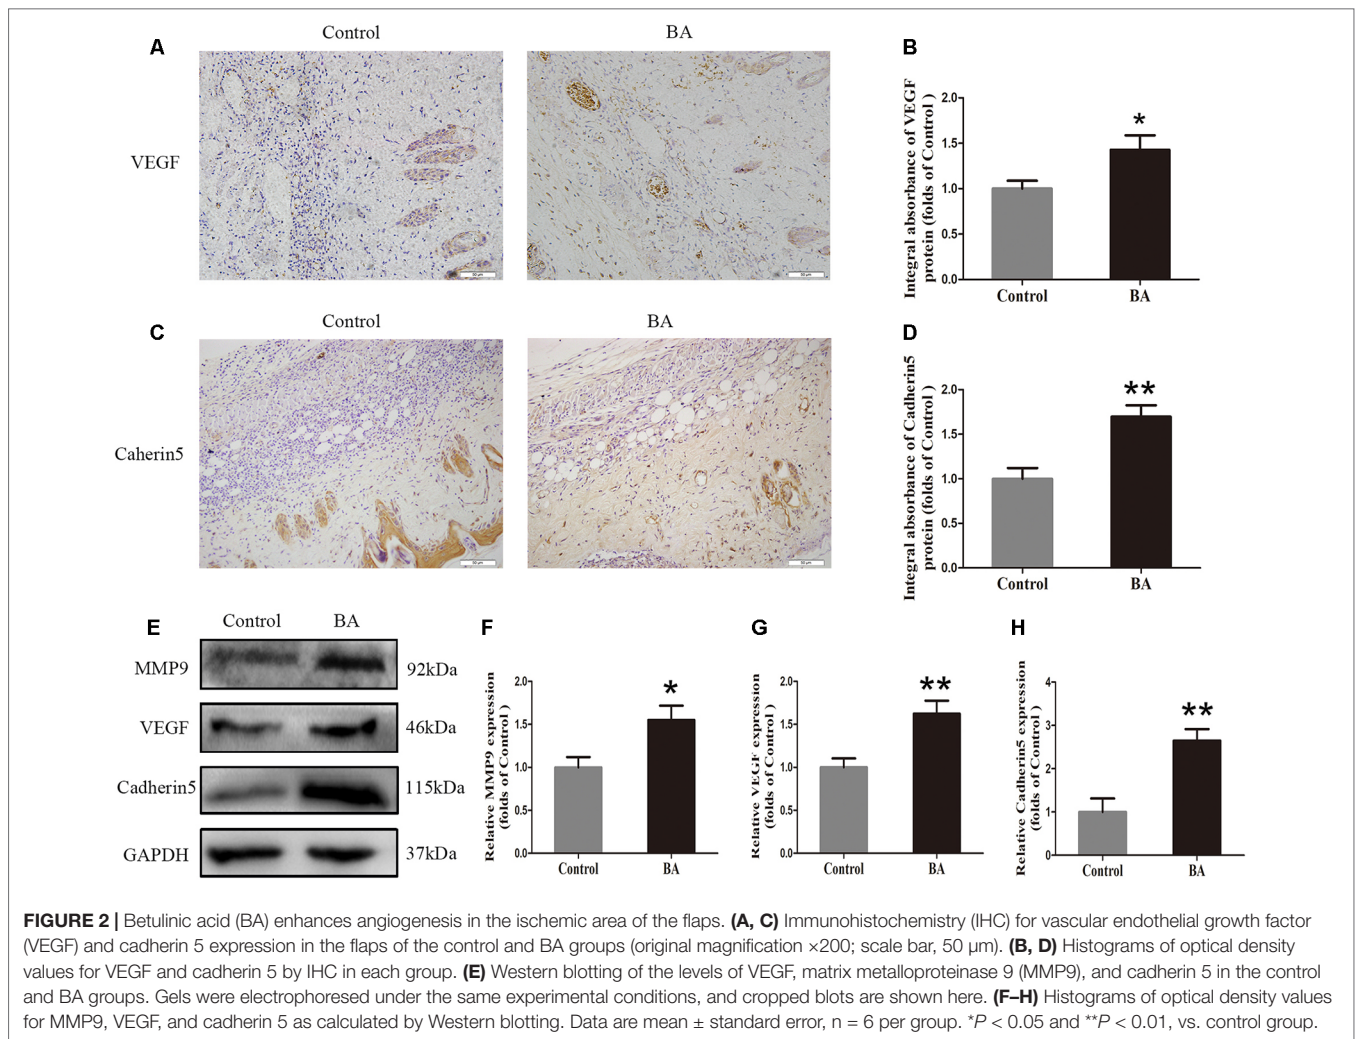 Control
BA
A
B
VEGF
50 μm
50 μm
Integral absorbance of VEGF
protein (folds of Control )
2.0
1.5
1.0
0.5
0.0
*
Control
BA
Control
BA
C
D
Caherin5
50 μm
50 μm
Integral absorbance of Cadherin5
protein (folds of Control )
2.0
1.5
1.0
0.5
0.0
**
Control
BA
E
Control
BA
MMP9
92kDa
VEGF
46kDa
Cadherin5
115kDa
GAPDH
37kDa
F
Relative MMP9 expression
(folds of Control )
2.0
1.5
1.0
0.5
0.0
*
Control
BA
G
Relative VEGF expression
(folds of Control )
2.0
1.5
1.0
0.5
0.0
**
Control
BA
H
Relative Cadherin5 expression
(folds of Control )
4
3
2
1
0
**
Control
BA
FIGURE 2 | Betulinic acid (BA) enhances angiogenesis in the ischemic area of the flaps. (A, C) Immunohistochemistry (IHC) for vascular endothelial growth factor
(VEGF) and cadherin 5 expression in the flaps of the control and BA groups (original magnification ×200; scale bar, 50 μm). (B, D) Histograms of optical density
values for VEGF and cadherin 5 by IHC in each group. (E) Western blotting of the levels of VEGF, matrix metalloproteinase 9 (MMP9), and cadherin 5 in the control
and BA groups. Gels were electrophoresed under the same experimental conditions, and cropped blots are shown here. (F–H) Histograms of optical density values
for MMP9, VEGF, and cadherin 5 as calculated by Western blotting. Data are mean ± standard error, n = 6 per group. *P < 0.05 and **P < 0.01, vs. control group.